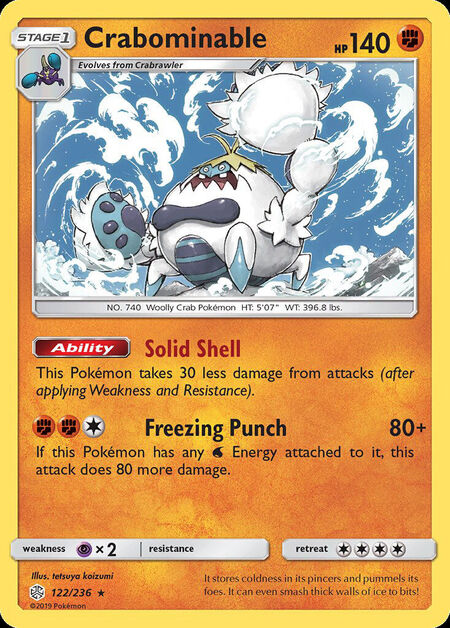 STAGE 1
Crabominable
HP 140
Evolves from Crabrawler
NO. 740 Woolly Crab Pokémon HT: 5'07" WT: 396.8 lbs.
Ability Solid Shell
This Pokémon takes 30 less damage from attacks (after
applying Weakness and Resistance).
Freezing Punch 80+
If this Pokémon has any Energy attached to it, this
attack does 80 more damage.
weakness ×2 resistance retreat
Illus. tetsuya koizumi
122/236 ★
©2019 Pokémon
It stores coldness in its pincers and pummels its
foes. It can even smash thick walls of ice to bits!